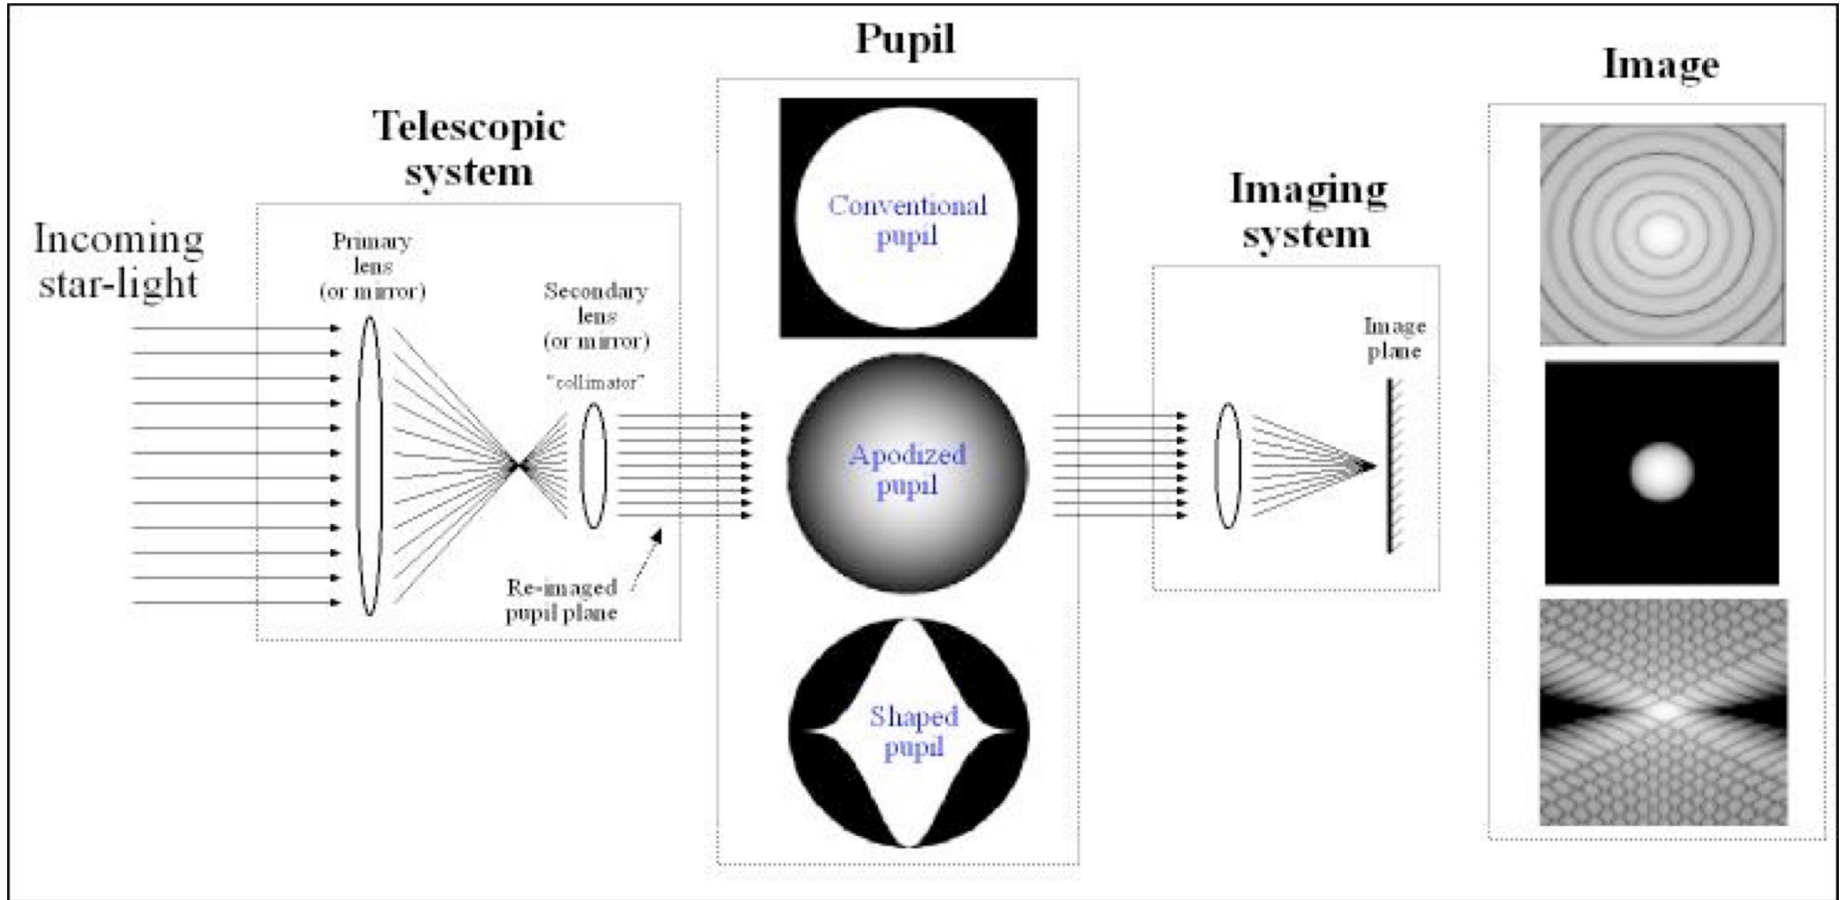 Pupil
Image
Telescopic
system
Imaging
system
Incoming
star-light
Primary
lens
(or mirror)
Secondary
lens
(or mirror)
"collimator"
Re-imaged
pupil plane
Conventional
pupil
Apodized
pupil
Shaped
pupil
Image
plane